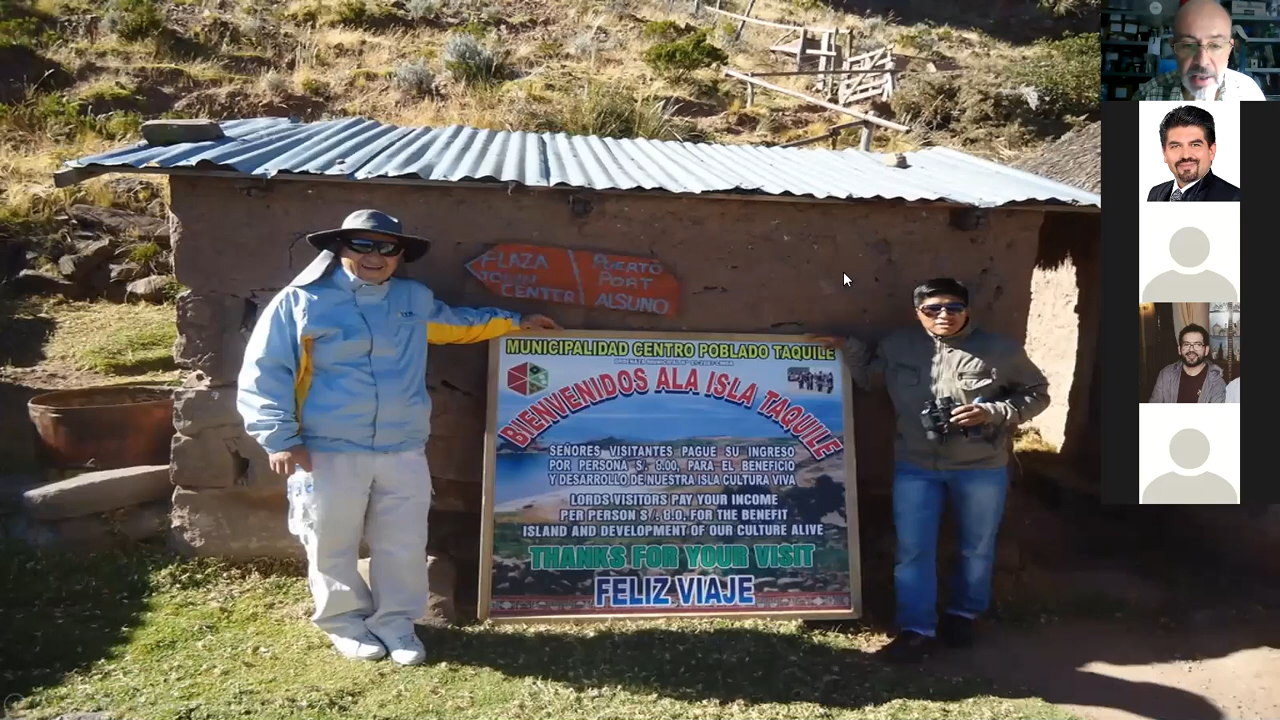 PLAZA
TOWN
CENTER
PUERTO
PORT
ALSUNO
MUNICIPALIDAD CENTRO POBLADO TAQUILE
BIENVENIDOS ALA ISLA TAQUILE
SEÑORES VISITANTES PAGUE SU INGRESO
POR PERSONA S/. 8.00, PARA EL BENEFICIO
Y DESARROLLO DE NUESTRA ISLA CULTURA VIVA
LORDS VISITORS PAY YOUR INCOME
PER PERSON S /. 8.0, FOR THE BENEFIT
ISLAND AND DEVELOPMENT OF OUR CULTURE ALIVE
THANKS FOR YOUR VISIT
FELIZ VIAJE